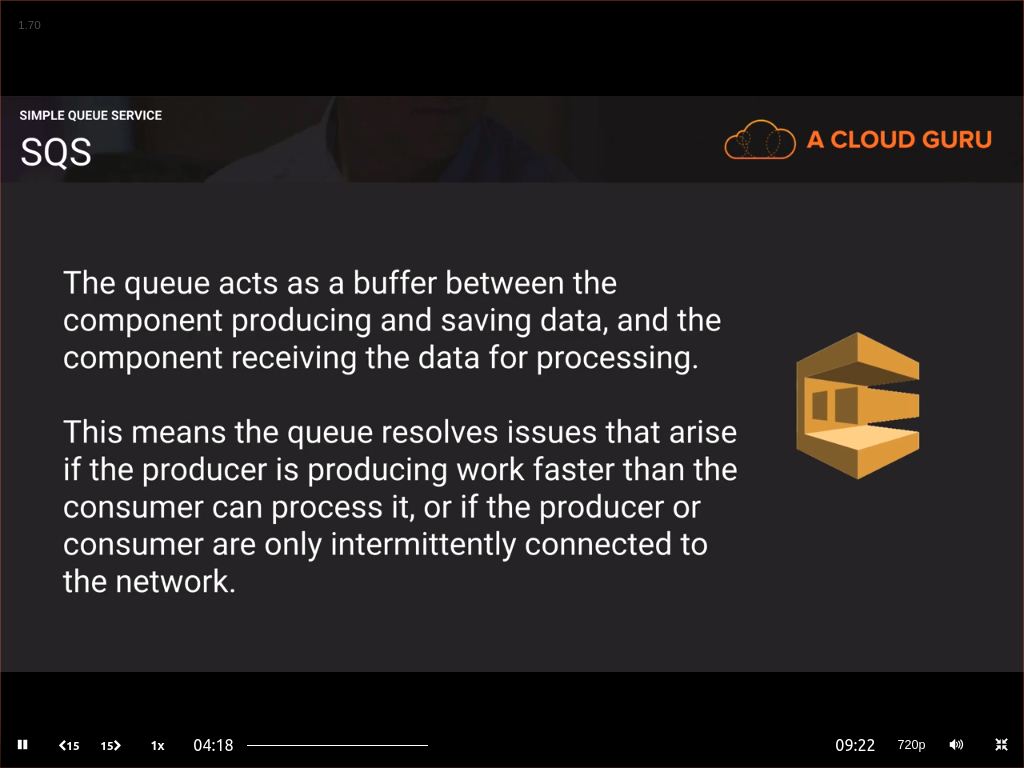 1.70
SIMPLE QUEUE SERVICE
SQS
A CLOUD GURU
The queue acts as a buffer between the
component producing and saving data, and the
component receiving the data for processing.
This means the queue resolves issues that arise
if the producer is producing work faster than the
consumer can process it, or if the producer or
consumer are only intermittently connected to
the network.
15 15 1x 04:18 09:22 720p